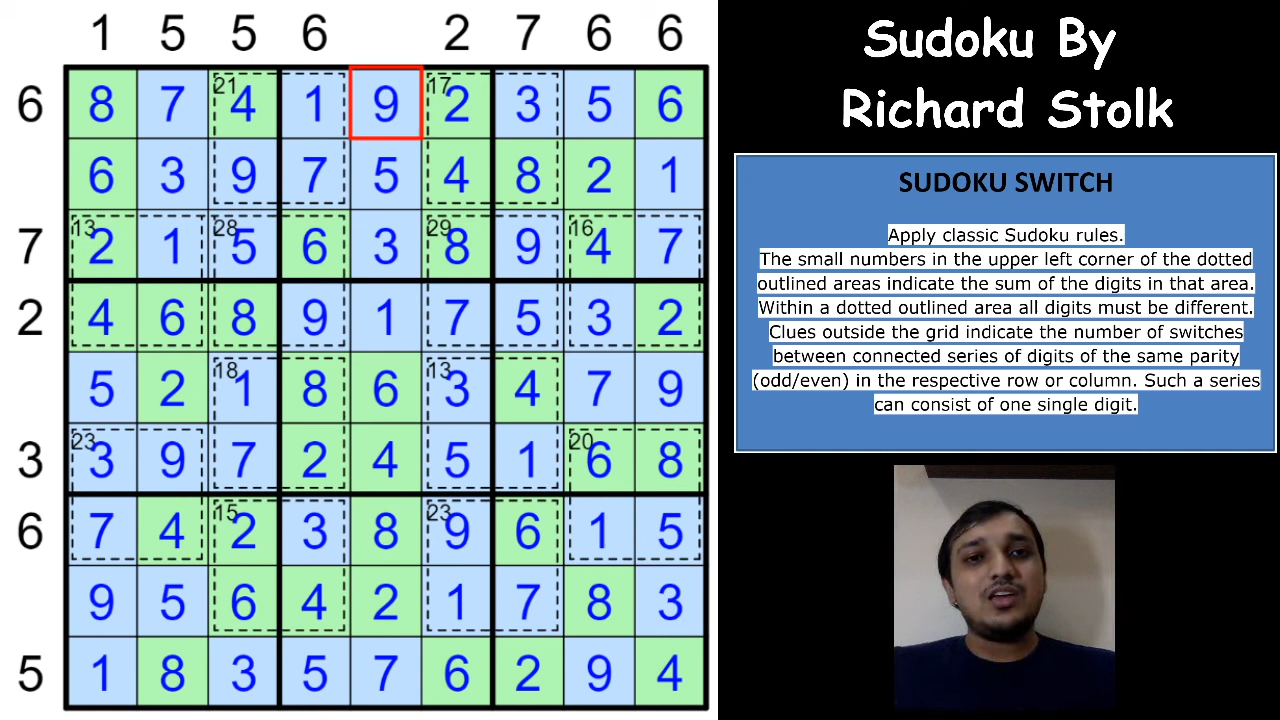 1 5 5 6 2 7 6 6
Sudoku By
Richard Stolk
6 8 7 21 4 1 9 17 2 3 5 6
6 3 9 7 5 4 8 2 1
7 13 2 1 28 5 6 3 29 8 9 16 4 7
2 4 6 8 9 1 7 5 3 2
5 2 18 1 8 6 13 3 4 7 9
3 23 3 9 7 2 4 5 1 20 6 8
6 7 4 15 2 3 8 23 9 6 1 5
9 5 6 4 2 1 7 8 3
5 1 8 3 5 7 6 2 9 4
SUDOKU SWITCH
Apply classic Sudoku rules.
The small numbers in the upper left corner of the dotted
outlined areas indicate the sum of the digits in that area.
Within a dotted outlined area all digits must be different.
Clues outside the grid indicate the number of switches
between connected series of digits of the same parity
(odd/even) in the respective row or column. Such a series
can consist of one single digit.